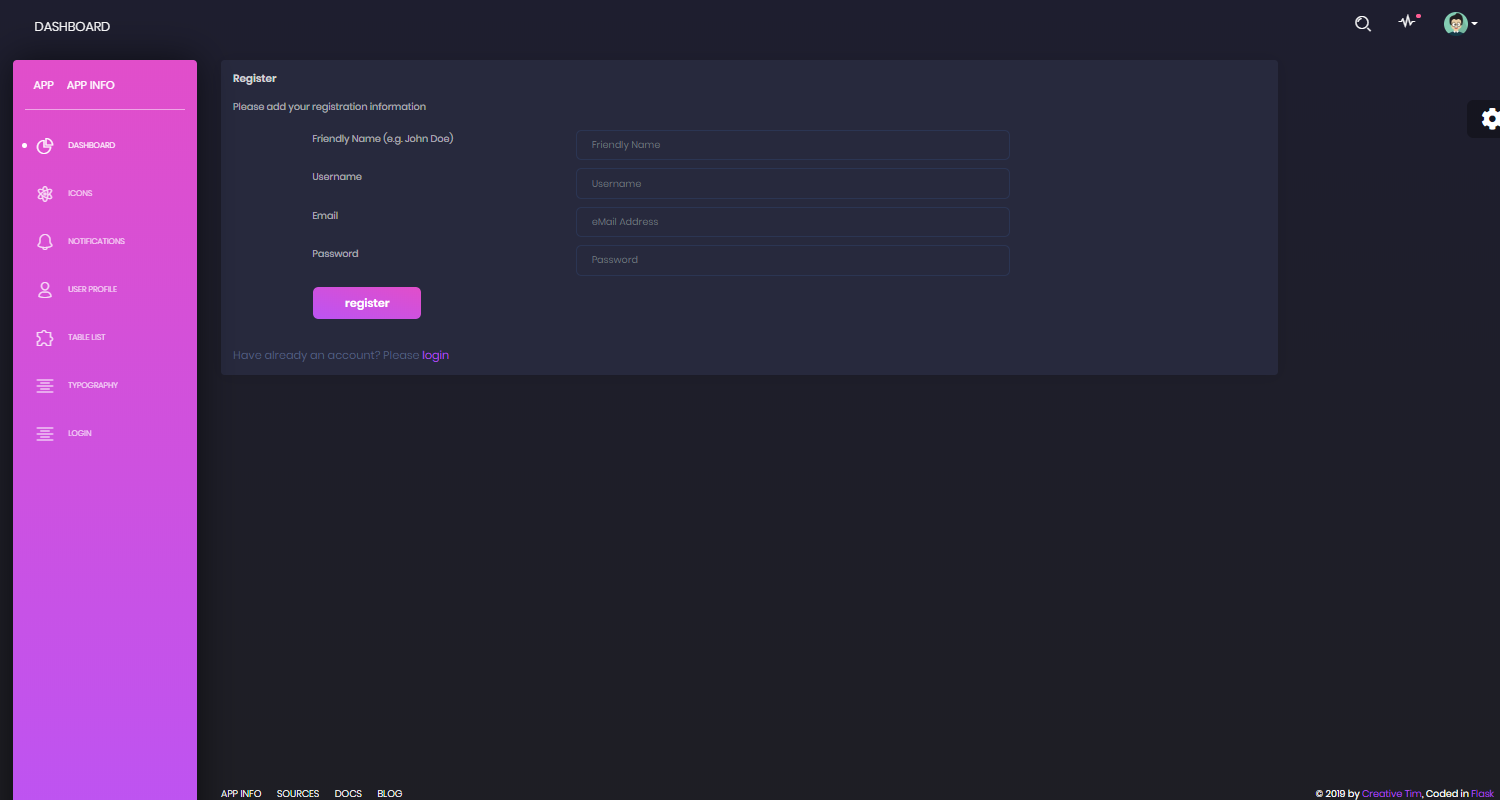 DASHBOARD
APP APP INFO
DASHBOARD
ICONS
NOTIFICATIONS
USER PROFILE
TABLE LIST
TYPOGRAPHY
LOGIN
Register
Please add your registration information
Friendly Name (e.g. John Doe)
Friendly Name
Username
Username
Email
eMail Address
Password
Password
register
Have already an account? Please login
APP INFO SOURCES DOCS BLOG
© 2019 by Creative Tim, Coded in Flask